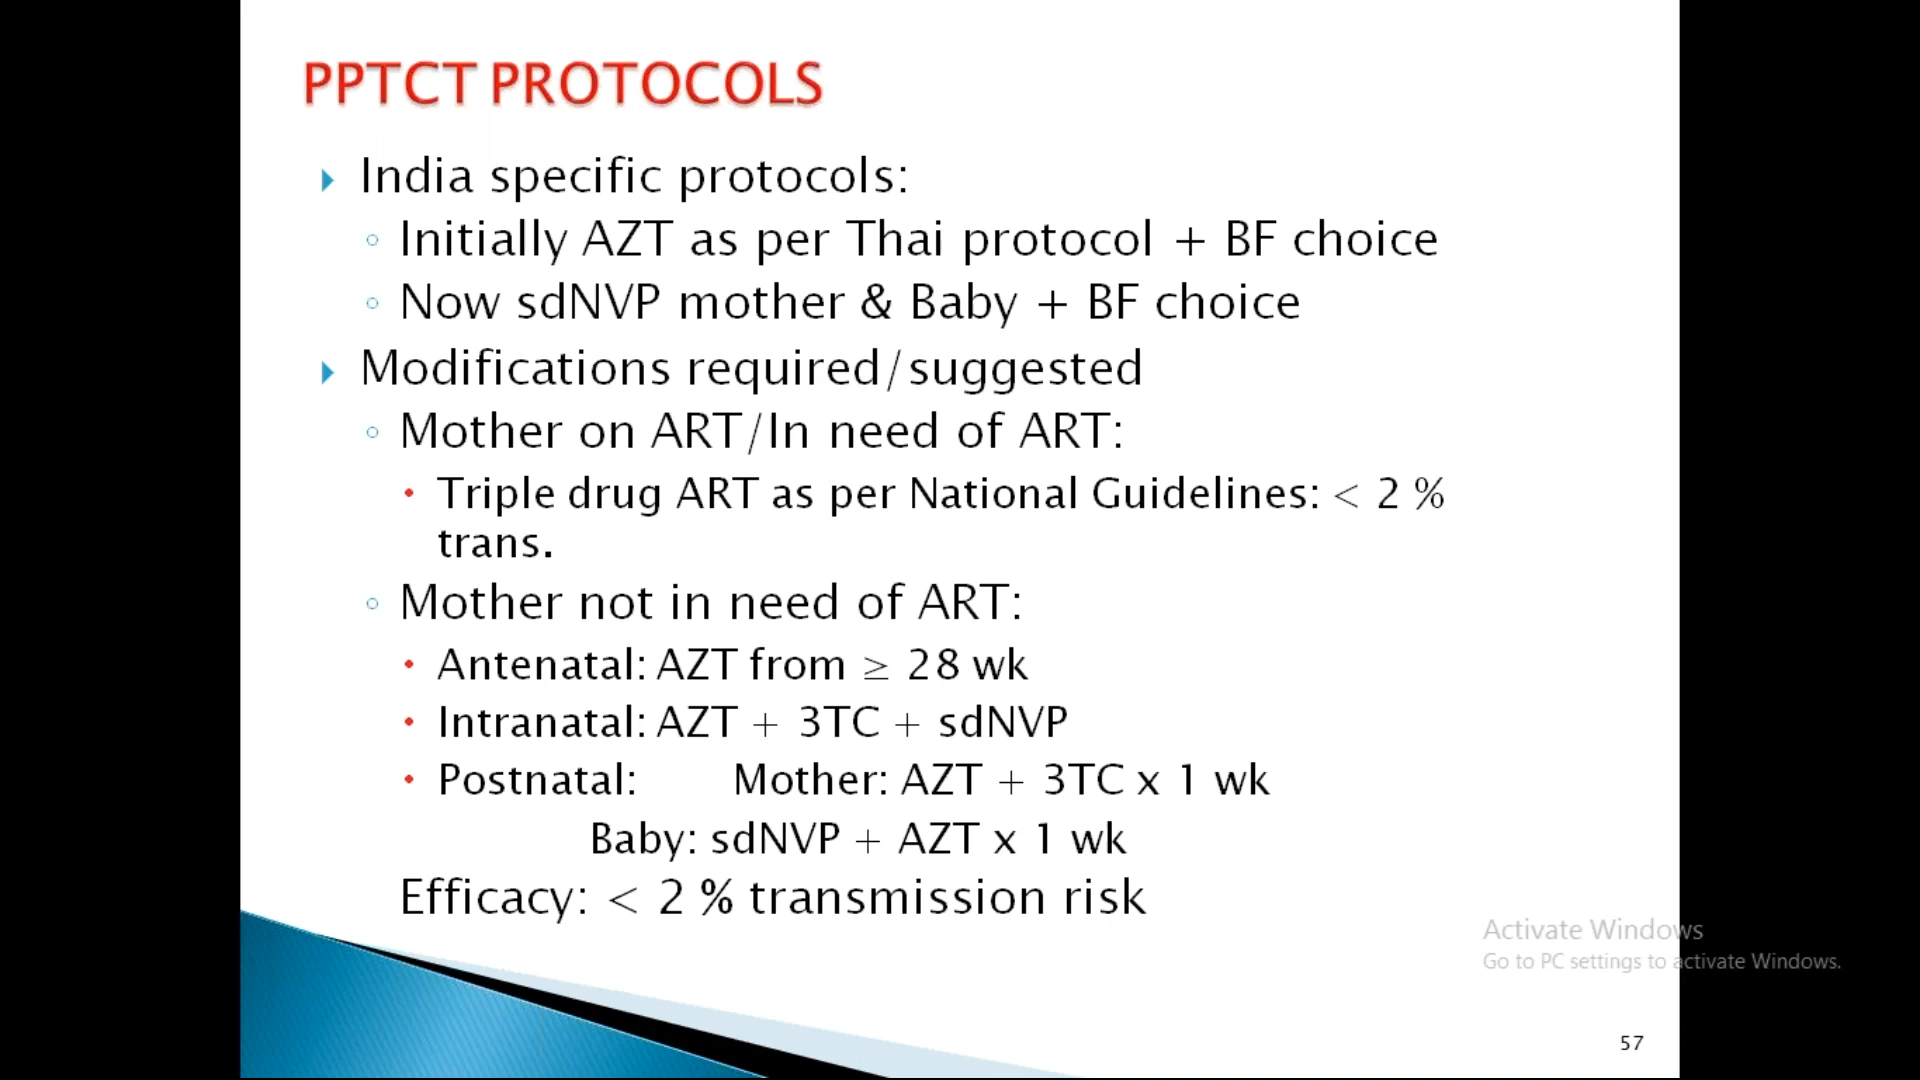 PPTCT PROTOCOLS
India specific protocols:
Initially AZT as per Thai protocol + BF choice
Now sdNVP mother & Baby + BF choice
Modifications required/suggested
Mother on ART/In need of ART:
Triple drug ART as per National Guidelines: < 2 %
trans.
Mother not in need of ART:
Antenatal: AZT from ≥ 28 wk
Intranatal: AZT + 3TC + sdNVP
Postnatal: Mother: AZT + 3TC x 1 wk
Baby: sdNVP + AZT x 1 wk
Efficacy: < 2 % transmission risk
Activate Windows
Go to PC settings to activate Windows.
57